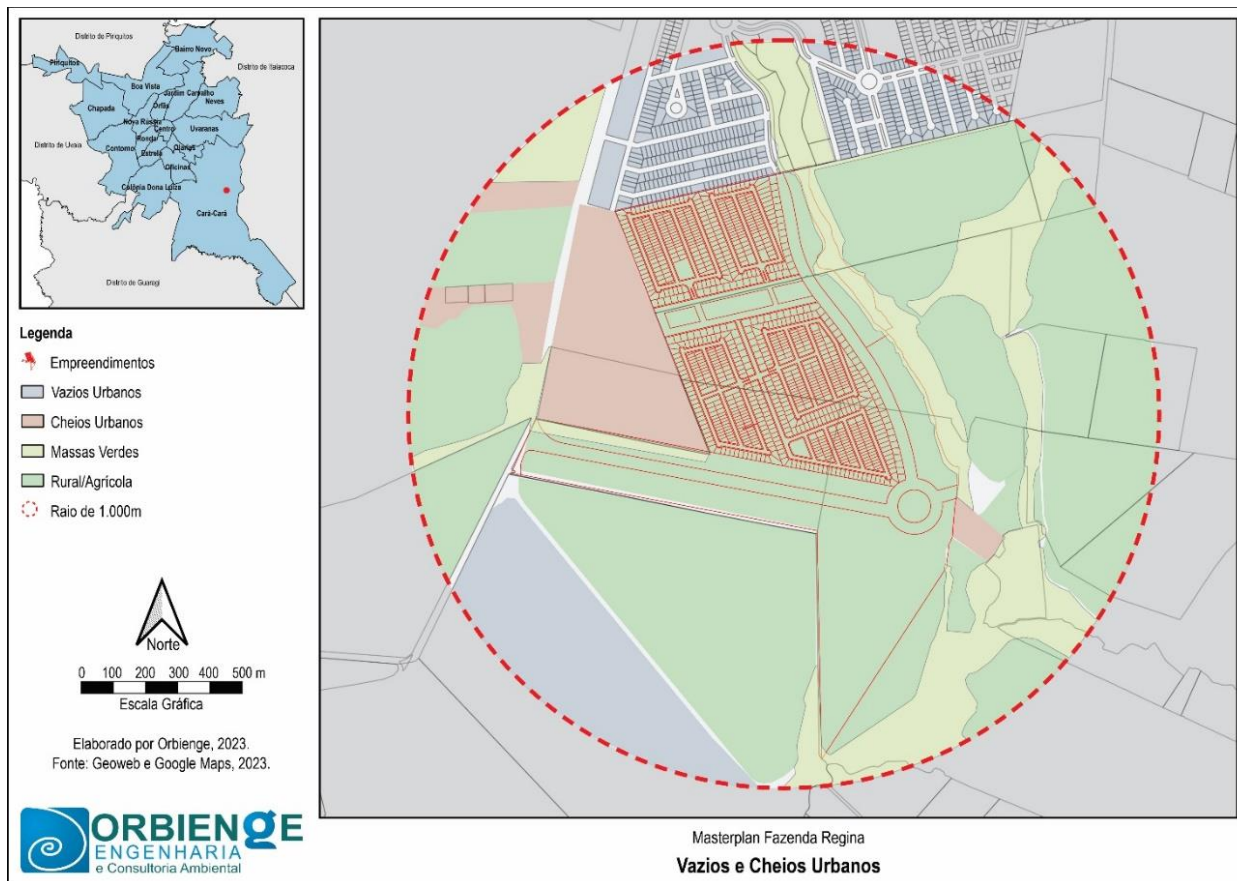 Distrito de Piriquitos
Bairro Novo
Distrito de Itaiacoca
Piriquitos
Boa Vista
Jardim Carvalho
Neves
Chapada
Órfãs
Nova Rússia
Centro
Uvaranas
Ronda
Distrito de Uvaia
Contorno
Estrela
Olarias
Oficinas
Colônia Dona Luiza
Cará-Cará
Distrito de Guaragi
Legenda
Empreendimentos
Vazios Urbanos
Cheios Urbanos
Massas Verdes
Rural/Agrícola
Raio de 1.000m
Norte
0 100 200 300 400 500 m
Escala Gráfica
Elaborado por Orbienge, 2023.
Fonte: Geoweb e Google Maps, 2023.
ORBIENGE
ENGENHARIA
e Consultoria Ambiental
Masterplan Fazenda Regina
Vazios e Cheios Urbanos